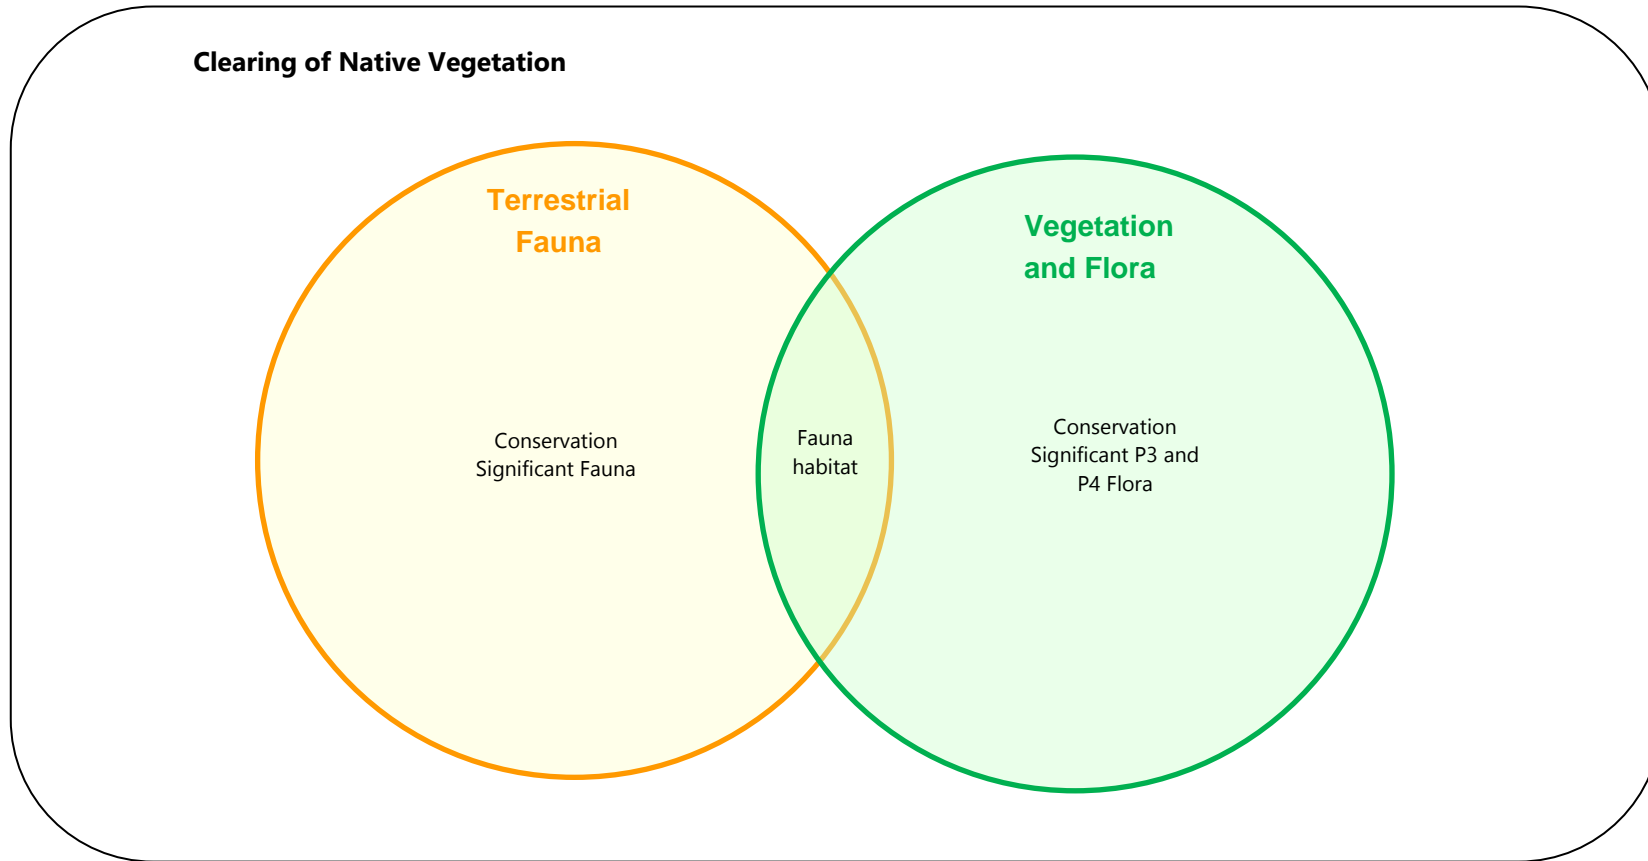 Clearing of Native Vegetation
Terrestrial
Fauna
Vegetation
and Flora
Conservation
Significant Fauna
Fauna
habitat
Conservation
Significant P3 and
P4 Flora